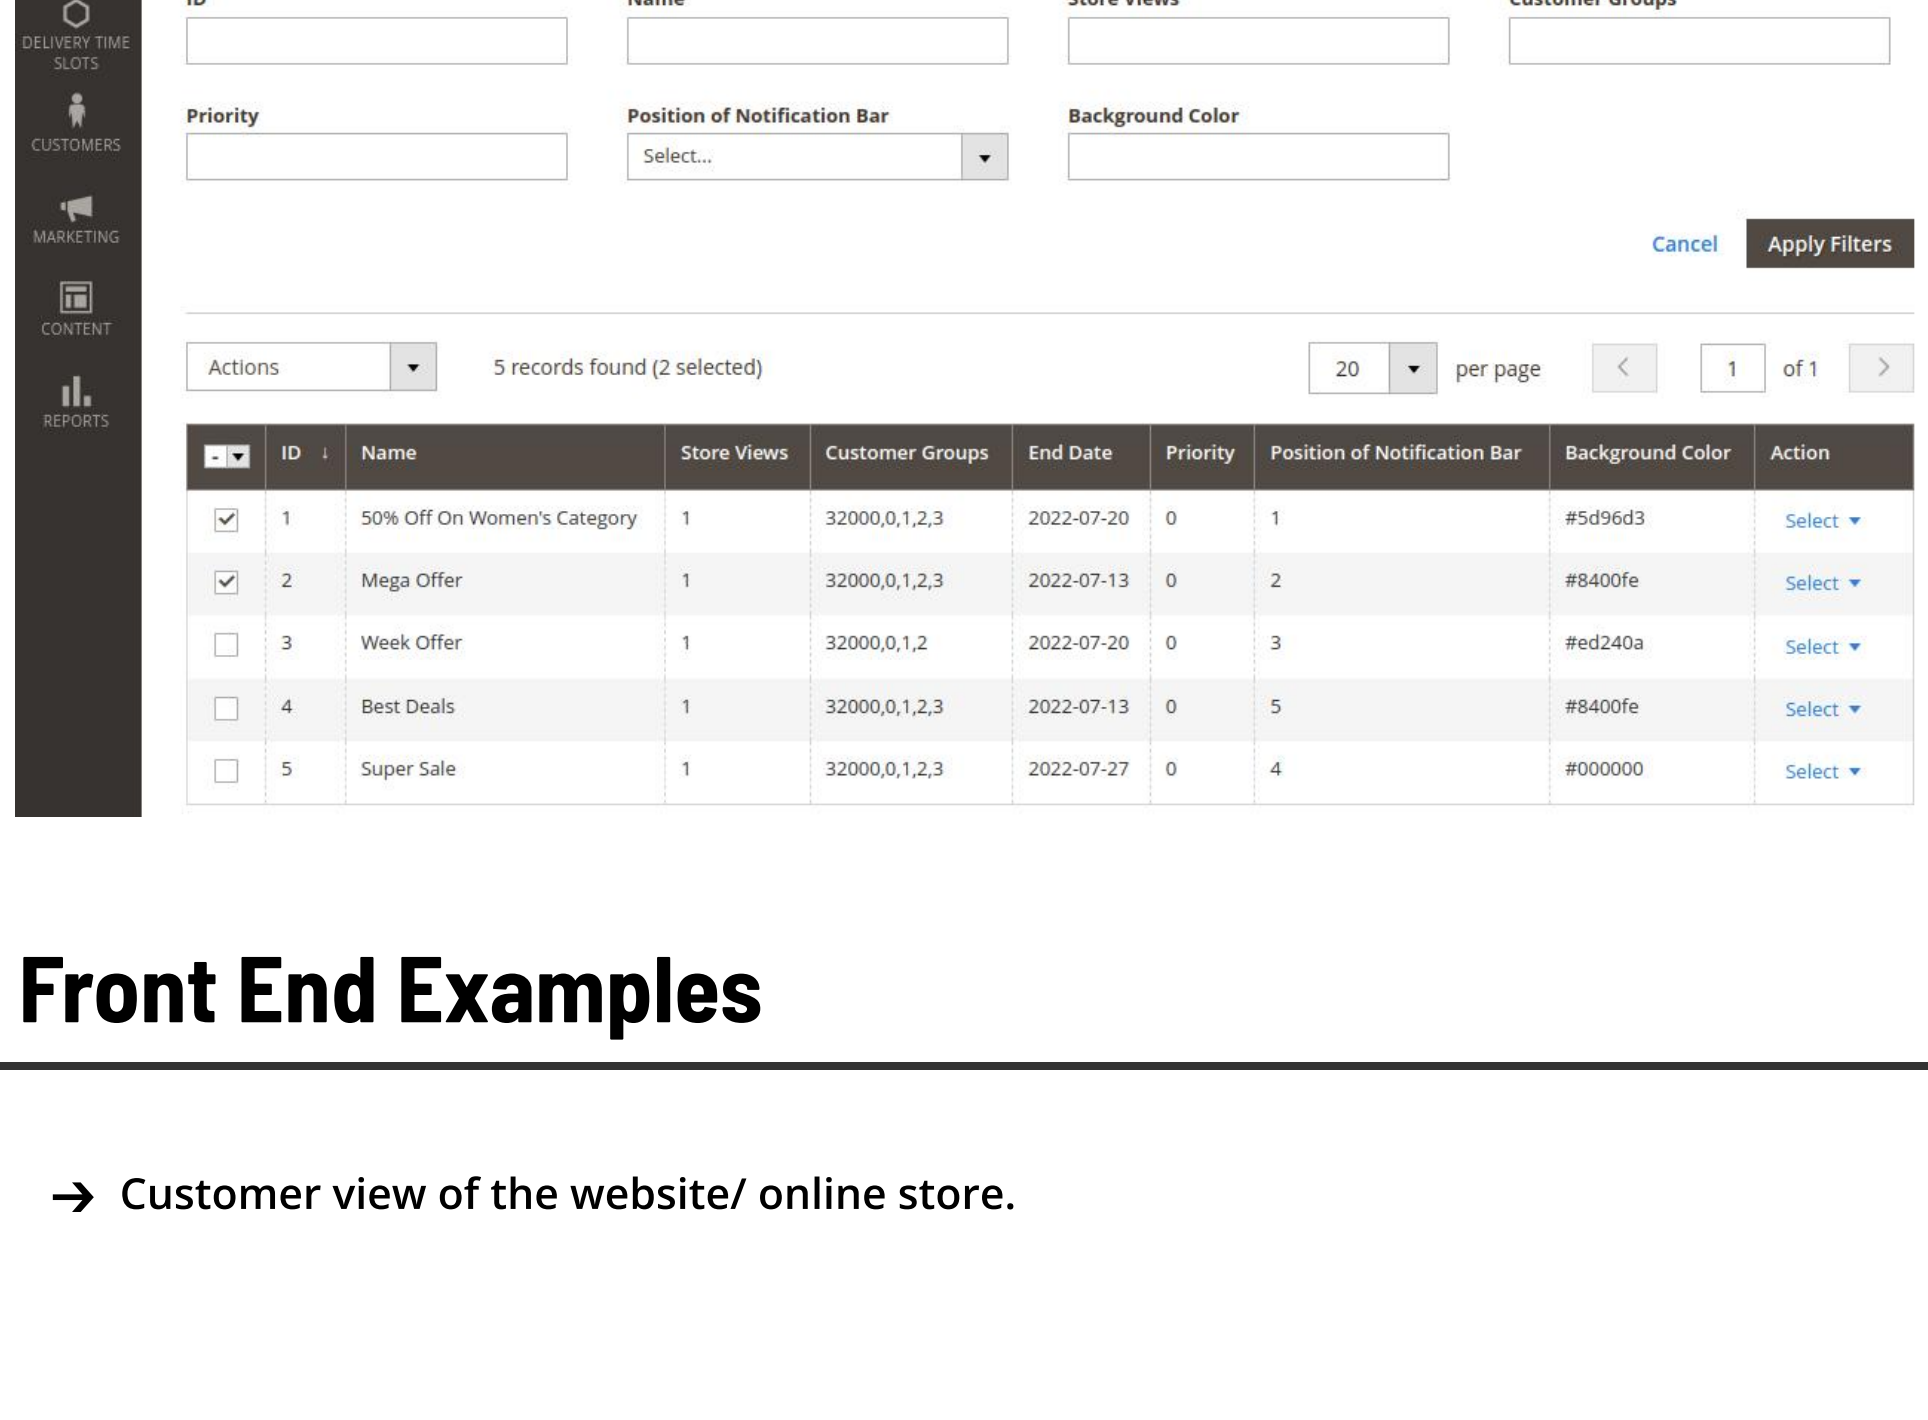 ID Name Store Views Customer Groups
DELIVERY TIME
SLOTS
Priority Position of Notification Bar Background Color
CUSTOMERS
Select...
MARKETING
Cancel Apply Filters
CONTENT
Actions 5 records found (2 selected) 20 per page 1 of 1
REPORTS
- ID ↓ Name Store Views Customer Groups End Date Priority Position of Notification Bar Background Color Action
1 50% Off On Women's Category 1 32000,0,1,2,3 2022-07-20 0 1 #5d96d3 Select
2 Mega Offer 1 32000,0,1,2,3 2022-07-13 0 2 #8400fe Select
3 Week Offer 1 32000,0,1,2 2022-07-20 0 3 #ed240a Select
4 Best Deals 1 32000,0,1,2,3 2022-07-13 0 5 #8400fe Select
5 Super Sale 1 32000,0,1,2,3 2022-07-27 0 4 #000000 Select
Front End Examples
→ Customer view of the website/ online store.